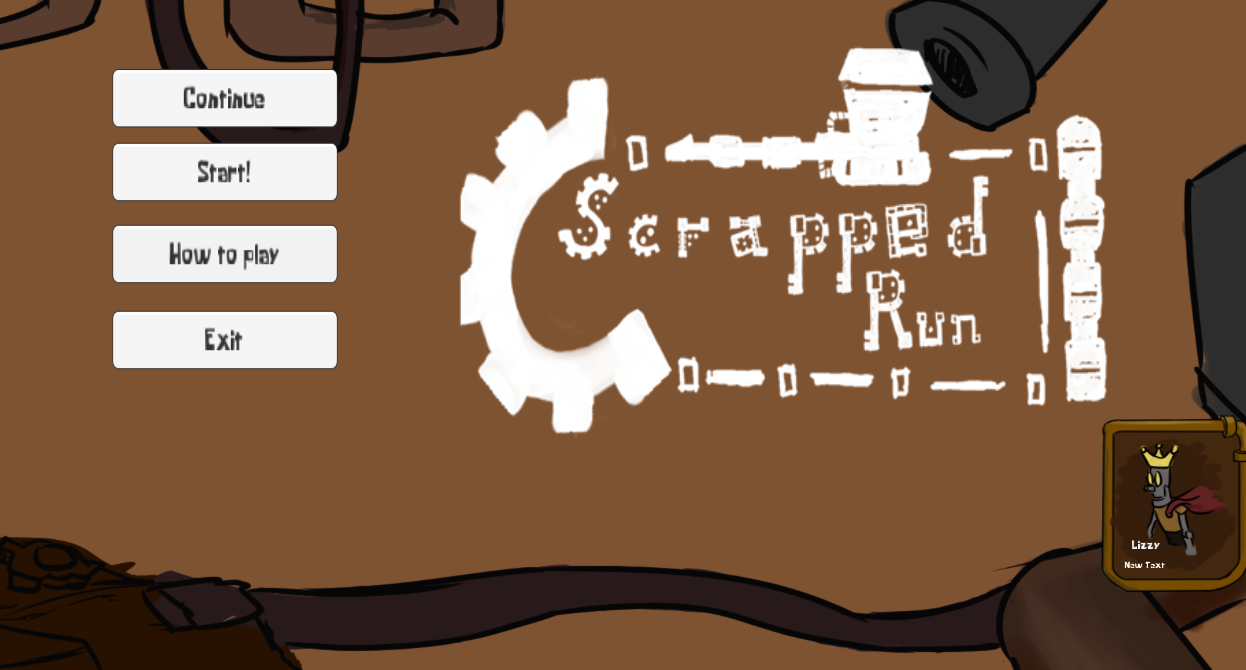 Continue
Start!
How to play
Exit
Scrapped
Run
Lizzy
New Text